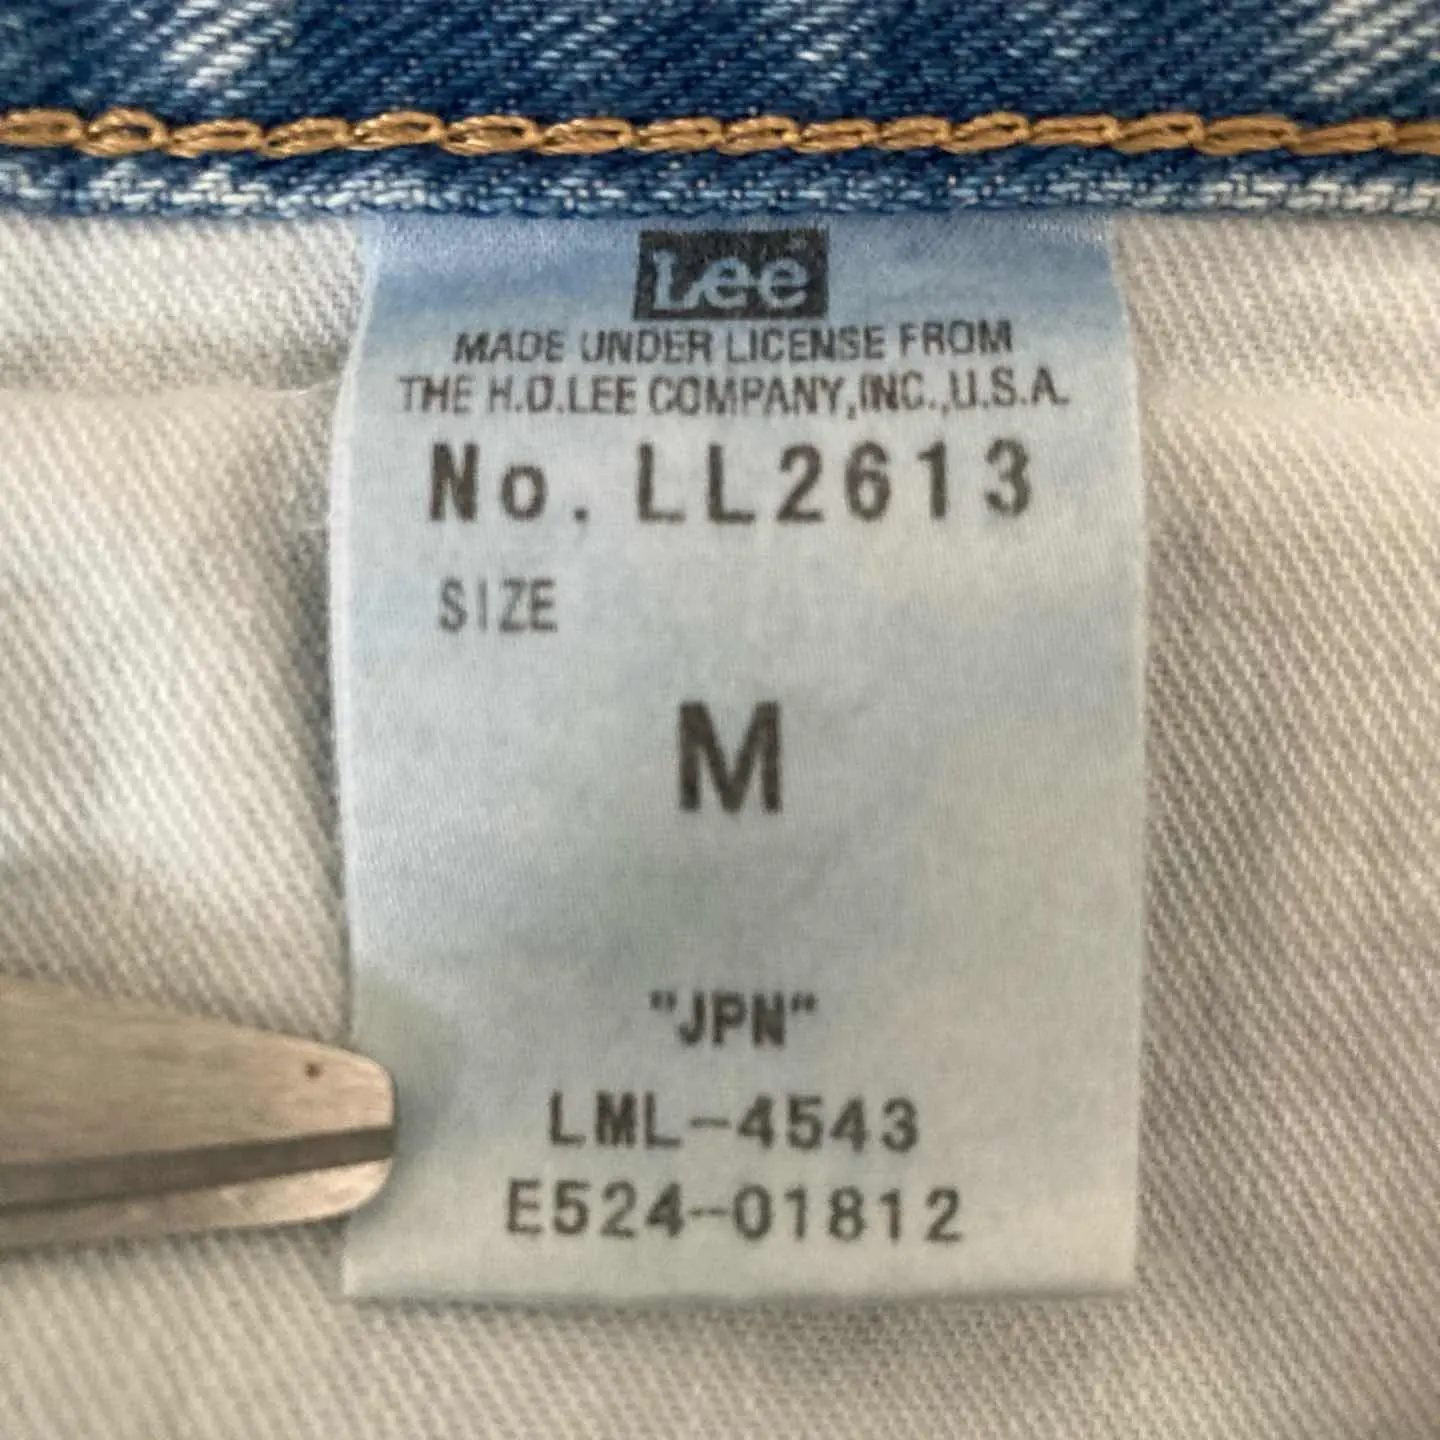 Lee
MADE UNDER LICENSE FROM
THE H.D.LEE COMPANY,INC.,U.S.A.
No. LL2613
SIZE
M
"JPN"
LML-4543
E524-01812